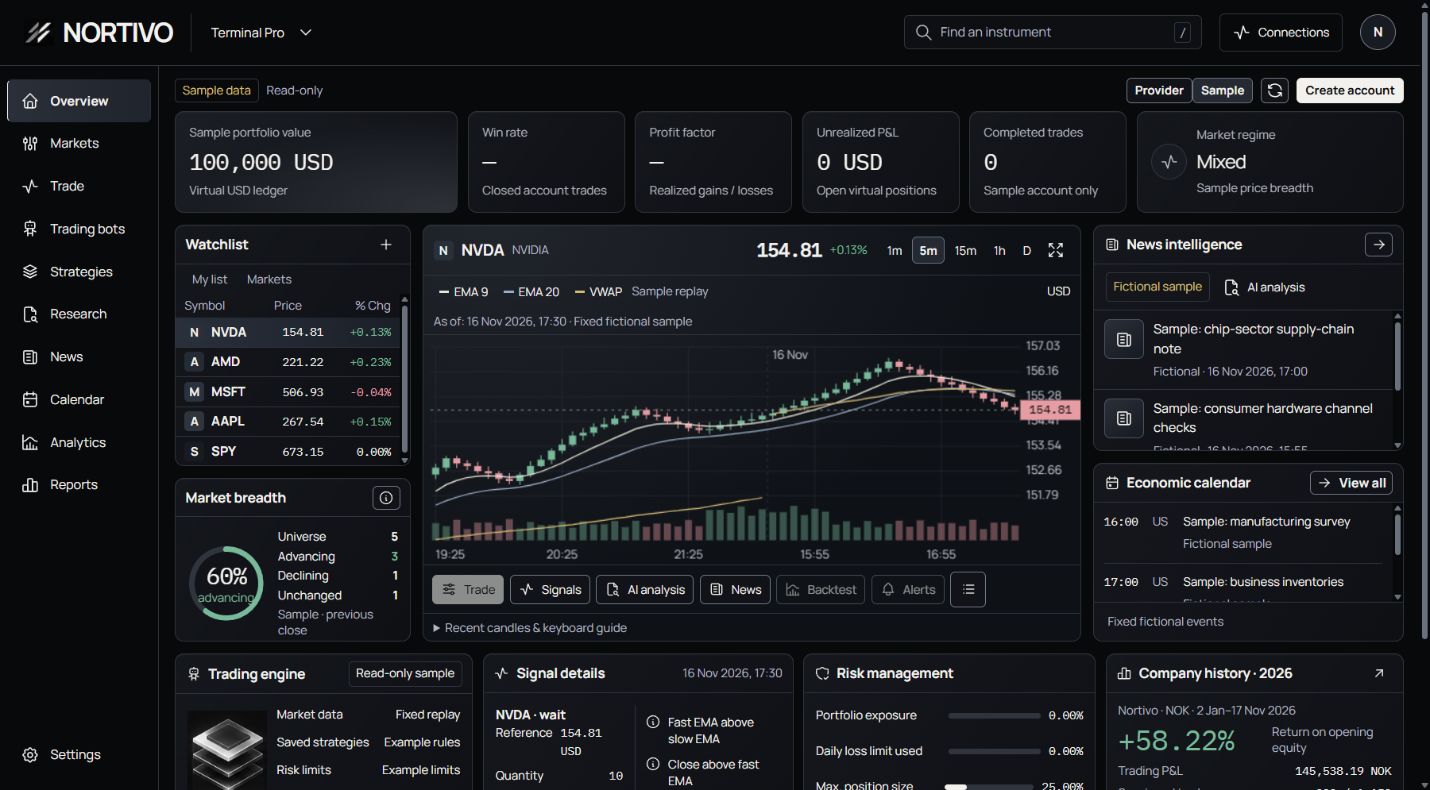 NORTIVO
Terminal Pro
Find an instrument
/
Connections
N
Overview
Markets
Trade
Trading bots
Strategies
Research
News
Calendar
Analytics
Reports
Settings
Sample data
Read-only
Provider
Sample
Create account
Sample portfolio value
100,000 USD
Virtual USD ledger
Win rate
—
Closed account trades
Profit factor
—
Realized gains / losses
Unrealized P&L
0 USD
Open virtual positions
Completed trades
0
Sample account only
Market regime
Mixed
Sample price breadth
Watchlist
+
My list Markets
Symbol Price % Chg
N NVDA 154.81 +0.13%
A AMD 221.22 +0.23%
M MSFT 506.93 -0.04%
A AAPL 267.54 +0.15%
S SPY 673.15 0.00%
Market breadth
60%
advancing
Universe 5
Advancing 3
Declining 1
Unchanged 1
Sample · previous
close
N NVDA NVIDIA
154.81 +0.13%
1m 5m 15m 1h D
EMA 9 EMA 20 VWAP Sample replay
USD
As of: 16 Nov 2026, 17:30 · Fixed fictional sample
16 Nov
157.03
156.16
155.28
154.81
154.41
153.54
152.66
151.79
19:25 20:25 21:25 15:55 16:55
Trade
Signals
AI analysis
News
Backtest
Alerts
Recent candles & keyboard guide
News intelligence
Fictional sample
AI analysis
Sample: chip-sector supply-chain
note
Fictional · 16 Nov 2026, 17:00
Sample: consumer hardware channel
checks
Fictional · 16 Nov 2026, 15:55
Economic calendar
View all
16:00 US Sample: manufacturing survey
Fictional sample
17:00 US Sample: business inventories
Fictional sample
Fixed fictional events
Trading engine
Read-only sample
Market data Fixed replay
Saved strategies Example rules
Risk limits Example limits
Signal details
16 Nov 2026, 17:30
NVDA · wait
Reference 154.81
USD
Quantity 10
Fast EMA above
slow EMA
Close above fast
EMA
Risk management
Portfolio exposure 0.00%
Daily loss limit used 0.00%
Max. position size 25.00%
Company history · 2026
Nortivo · NOK · 2 Jan–17 Nov 2026
+58.22%
Return on opening
equity
Trading P&L 145,538.19 NOK